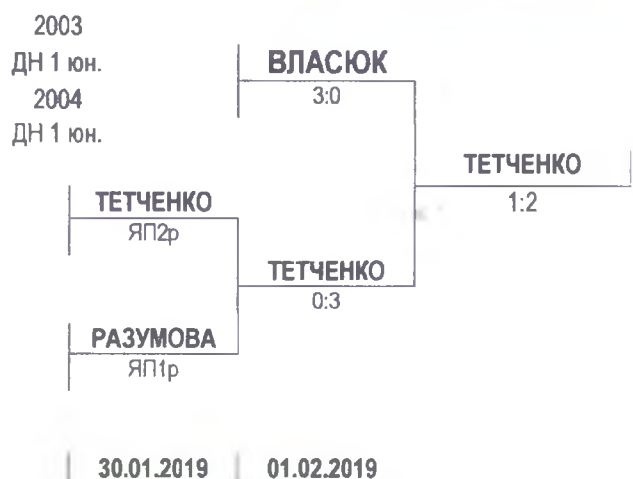 2003
ДН 1 юн.
2004
ДН 1 юн.
ВЛАСЮК
3:0
ТЕТЧЕНКО
1:2
ТЕТЧЕНКО
ЯП2р
ТЕТЧЕНКО
0:3
РАЗУМОВА
ЯП1р
30.01.2019
01.02.2019